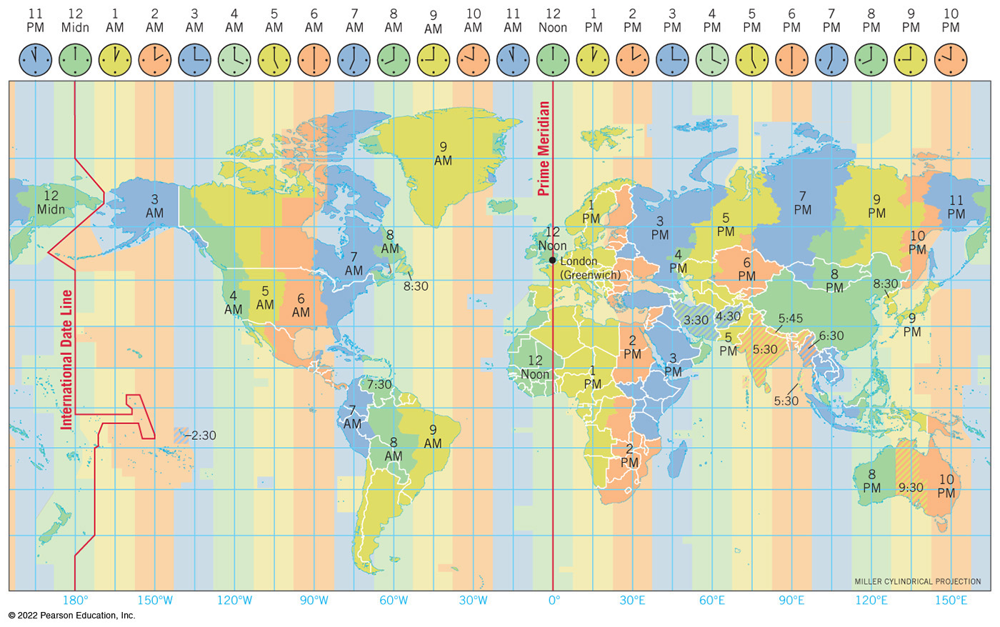 11 12 1 2 3 4 5 6 7 8 9 10 11 12 1 2 3 4 5 6 7 8 9 10
PM Midn AM AM AM AM AM AM AM AM AM AM AM Noon PM PM PM PM PM PM PM PM PM PM
Prime Meridian
International Date Line
9
AM
12
Midn
3
AM
7
PM
9
PM
11
PM
1
PM
3
PM
5
PM
12
Noon
8
AM
10
PM
7
AM
4
PM
6
PM
London
(Greenwich)
8
PM
8:30
8:30
4
AM
5
AM
6
AM
3:30
4:30
5:45
9
PM
6:30
2
PM
5
PM
5:30
12
Noon
3
PM
1
PM
7:30
5:30
7
AM
2:30
9
AM
8
AM
2
PM
8
PM
9:30
10
PM
MILLER CYLINDRICAL PROJECTION
180° 150°W 120°W 90°W 60°W 30°W 0° 30°E 60°E 90°E 120°E 150°E
© 2022 Pearson Education, Inc.